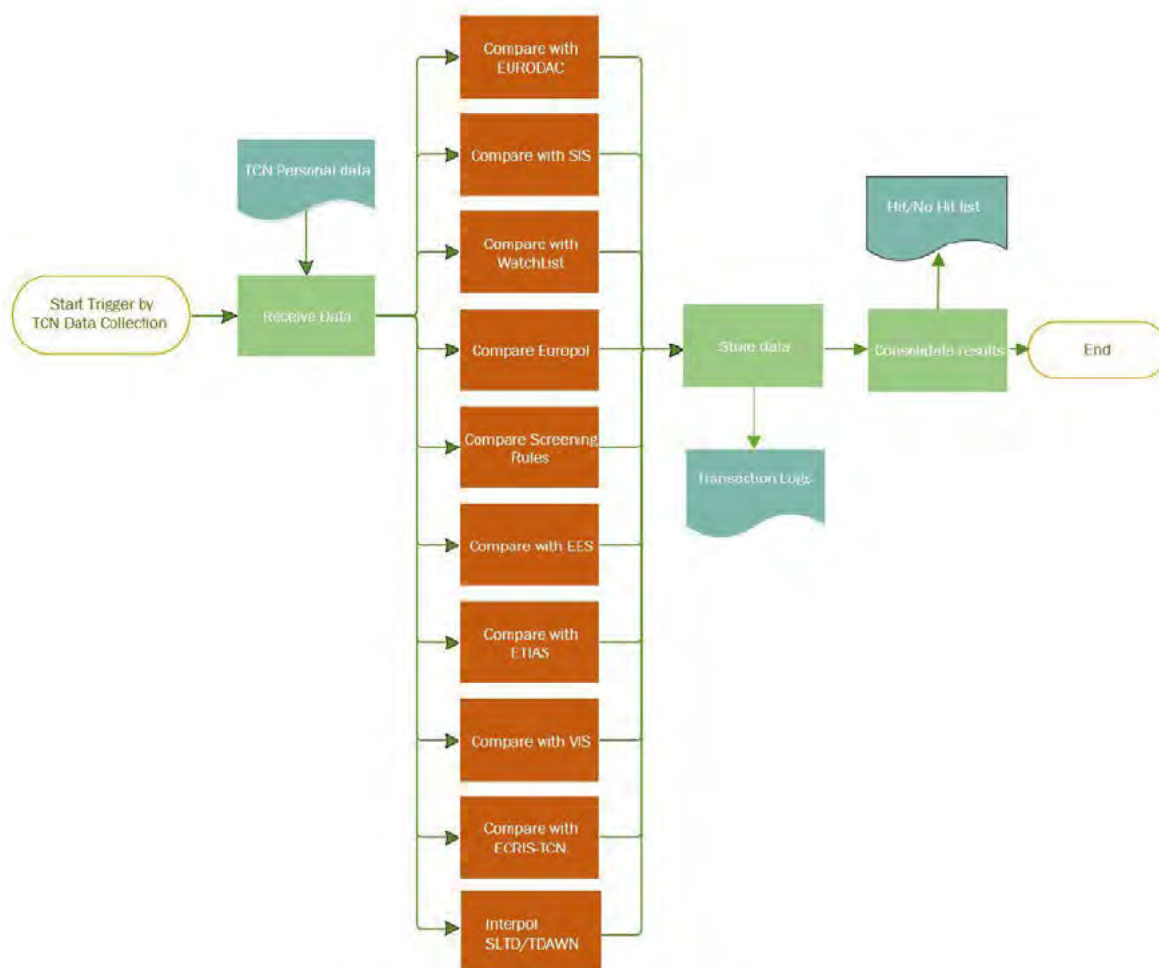 Start Trigger by
TCN Data Collection
TCN Personal data
Receive Data
Compare with
EURODAC
Compare with SIS
Compare with
WatchList
Compare Europol
Compare Screening
Rules
Compare with EES
Compare with
ETIAS
Compare with VIS
Compare with
ECRIS-TCN
Interpol
SLTD/TDAWN
Store data
Transaction Logs
Consolidate results
Hit/No Hit list
End